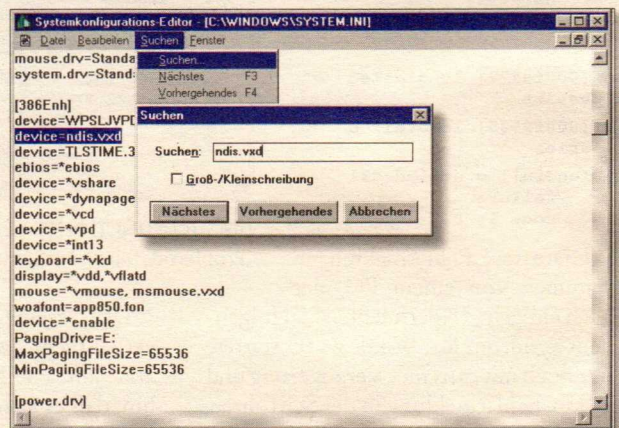 Systemkonfigurations-Editor - [C:\WINDOWS\SYSTEM.INI]
Datei Bearbeiten Suchen Fenster
mouse.drv=Standa
system.drv=Stand
Suchen...
Nächstes F3
Vorhergehendes F4
[386Enh]
device=WPSLJVPD
device=ndis.vxd
device=TLSTIME.3
ebios=*ebios
device=*vshare
device=*dynapage
device=*vcd
device=*vpd
device=*int13
keyboard=*vkd
display=*vdd,*vflatd
mouse=*vmouse, msmouse.vxd
woafont=app850.fon
device=*enable
PagingDrive=E:
MaxPagingFileSize=65536
MinPagingFileSize=65536
[power.drv]
Suchen
Suchen: ndis.vxd
Groß-/Kleinschreibung
Nächstes Vorhergehendes Abbrechen